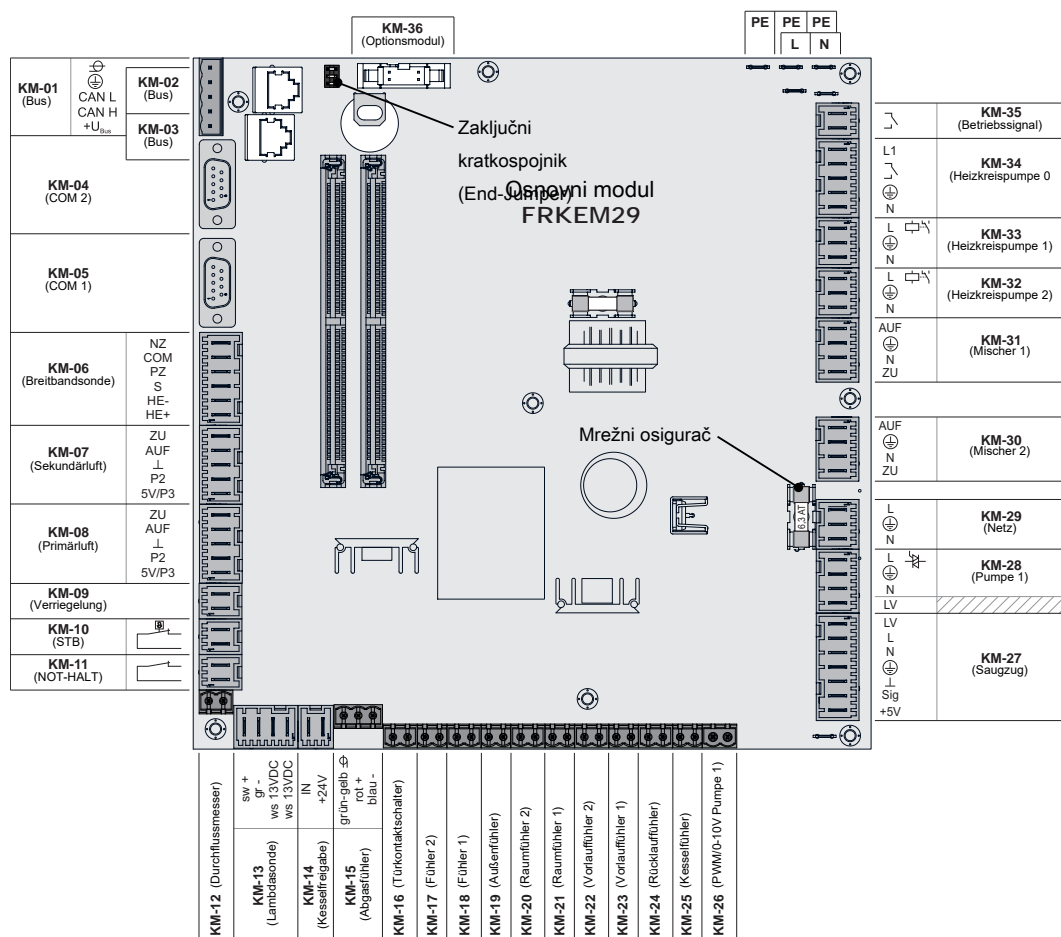 KM-36
(Optionsmodul)
PE PE PE
L N
KM-01
(Bus)
CAN L
CAN H
+U Bus
KM-02
(Bus)
KM-03
(Bus)
KM-04
(COM 2)
KM-05
(COM 1)
KM-06
(Breitbandsonde)
NZ
COM
PZ
S
HE-
HE+
KM-07
(Sekundärluft)
ZU
AUF
⊥
P2
5V/P3
KM-08
(Primärluft)
ZU
AUF
⊥
P2
5V/P3
KM-09
(Verriegelung)
KM-10
(STB)
KM-11
(NOT-HALT)
Zaključni
kratkospojnik
(End-Jumper)
Osnovni modul
FRKEM29
Mrežni osigurač
6,3 AT
KM-35
(Betriebssignal)
L1
N
KM-34
(Heizkreispumpe 0
L
N
KM-33
(Heizkreispumpe 1)
L
N
KM-32
(Heizkreispumpe 2)
AUF
N
ZU
KM-31
(Mischer 1)
AUF
N
ZU
KM-30
(Mischer 2)
L
N
KM-29
(Netz)
L
N
LV
KM-28
(Pumpe 1)
LV
L
N
⊥
Sig
+5V
KM-27
(Saugzug)
KM-12 (Durchflussmesser)
sw +
gr -
ws 13VDC
ws 13VDC
KM-13
(Lambdasonde)
IN
+24V
KM-14
(Kesselfreigabe)
grün-gelb
rot +
blau -
KM-15
(Abgasfühler)
KM-16 (Türkontaktschalter)
KM-17 (Fühler 2)
KM-18 (Fühler 1)
KM-19 (Außenfühler)
KM-20 (Raumfühler 2)
KM-21 (Raumfühler 1)
KM-22 (Vorlauffühler 2)
KM-23 (Vorlauffühler 1)
KM-24 (Rücklauffühler)
KM-25 (Kesselfühler)
KM-26 (PWM/0-10V Pumpe 1)